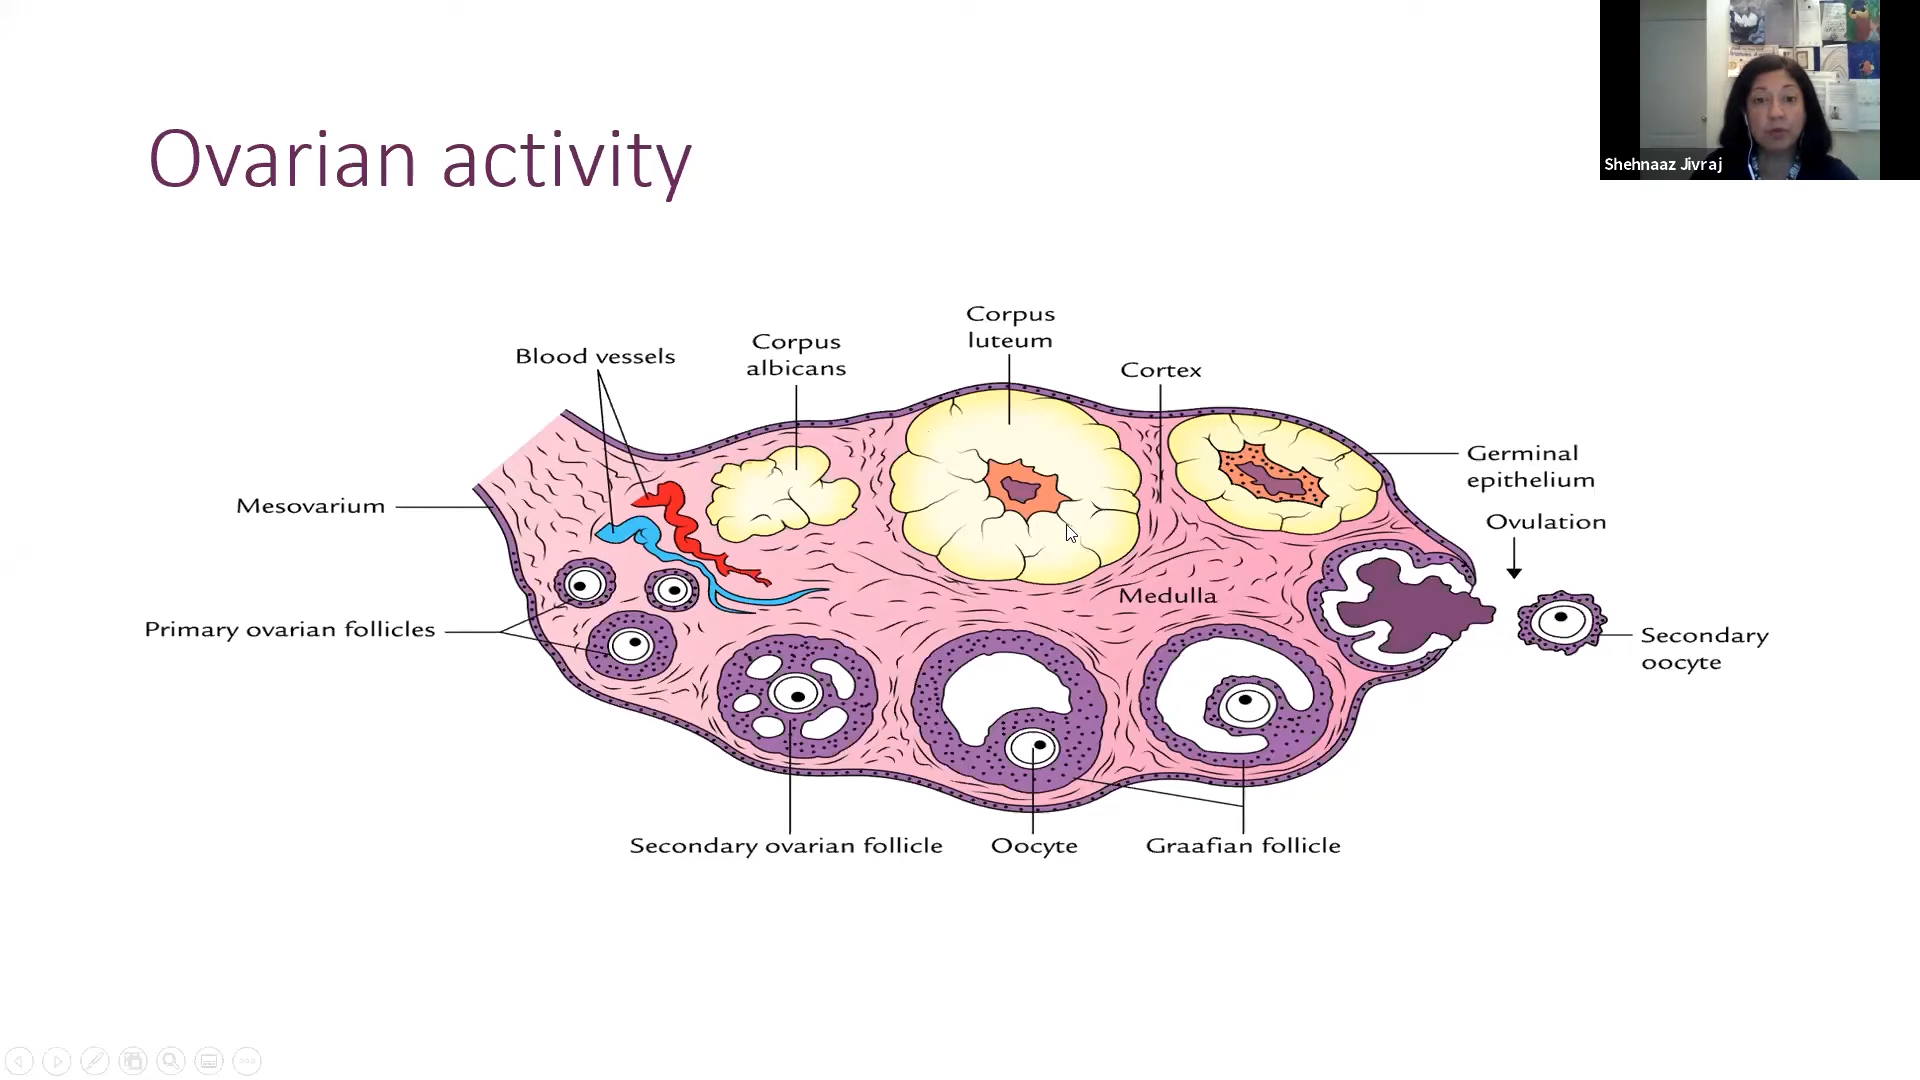 Shehnaaz Jivraj
Ovarian activity
Corpus
luteum
Corpus
albicans
Blood vessels
Cortex
Germinal
epithelium
Mesovarium
Ovulation
Medulla
Primary ovarian follicles
Secondary
oocyte
Secondary ovarian follicle
Oocyte
Graafian follicle